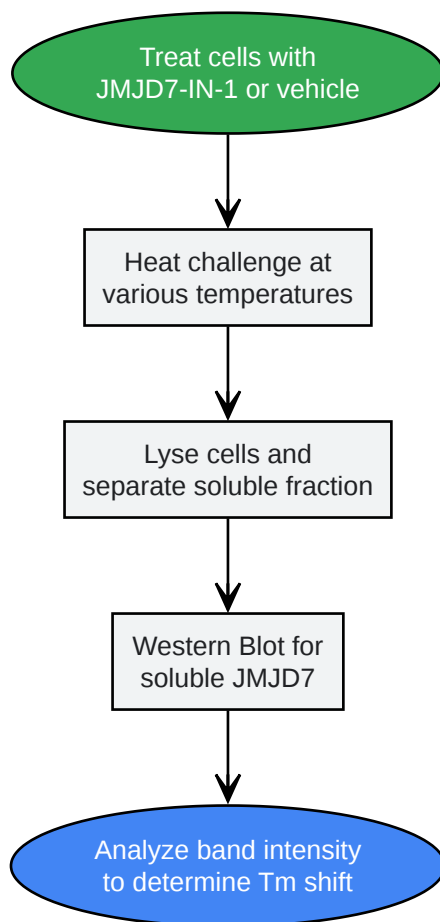 Treat cells with
JMJD7-IN-1 or vehicle
Heat challenge at
various temperatures
Lyse cells and
separate soluble fraction
Western Blot for
soluble JMJD7
Analyze band intensity
to determine Tm shift